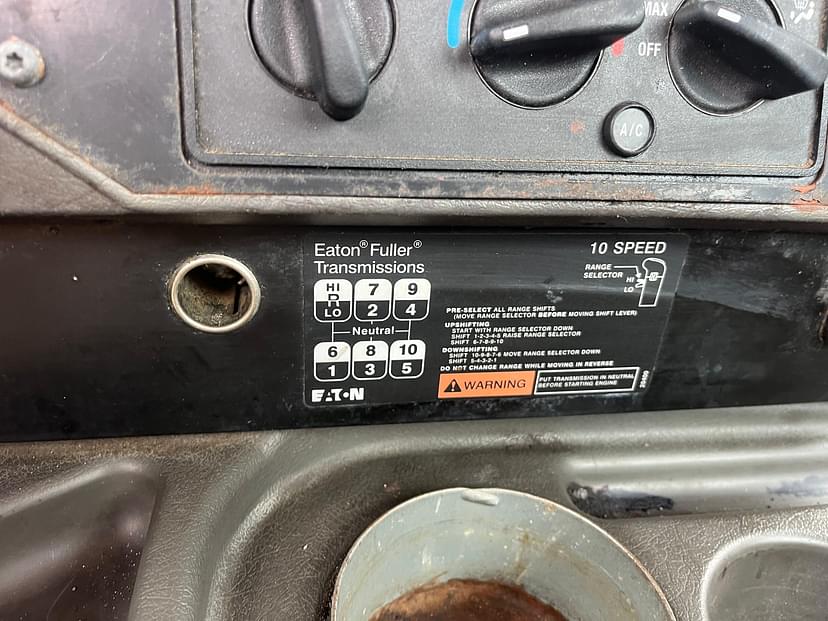 MAX
OFF
A/C
Eaton® Fuller®
Transmissions
10 SPEED
RANGE
SELECTOR
HI
LO
HI
R
LO
7
2
9
4
Neutral
6
1
8
3
10
5
EATON
PRE-SELECT ALL RANGE SHIFTS
(MOVE RANGE SELECTOR BEFORE MOVING SHIFT LEVER)
UPSHIFTING
START WITH RANGE SELECTOR DOWN
SHIFT 1-2-3-4-5 RAISE RANGE SELECTOR
SHIFT 6-7-8-9-10
DOWNSHIFTING
SHIFT 10-9-8-7-6 MOVE RANGE SELECTOR DOWN
SHIFT 5-4-3-2-1
DO NOT CHANGE RANGE WHILE MOVING IN REVERSE
WARNING
PUT TRANSMISSION IN NEUTRAL
BEFORE STARTING ENGINE